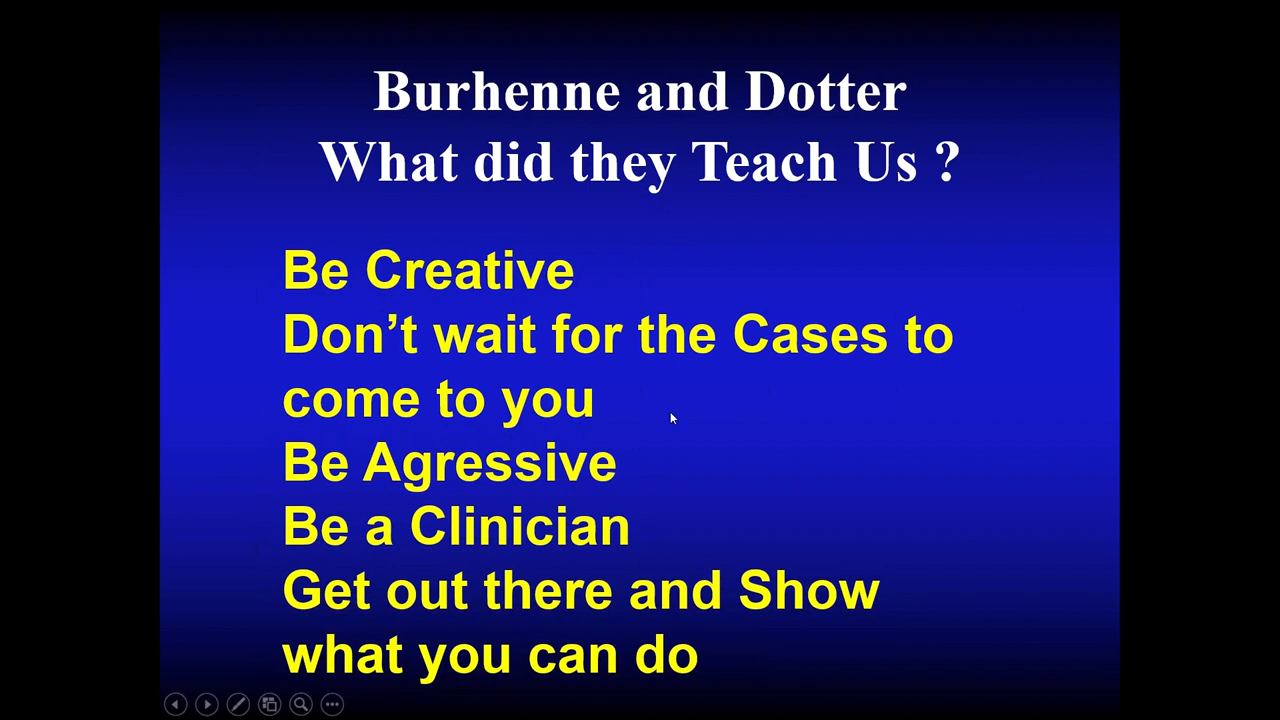 Burhenne and Dotter
What did they Teach Us ?
Be Creative
Don’t wait for the Cases to
come to you
Be Agressive
Be a Clinician
Get out there and Show
what you can do